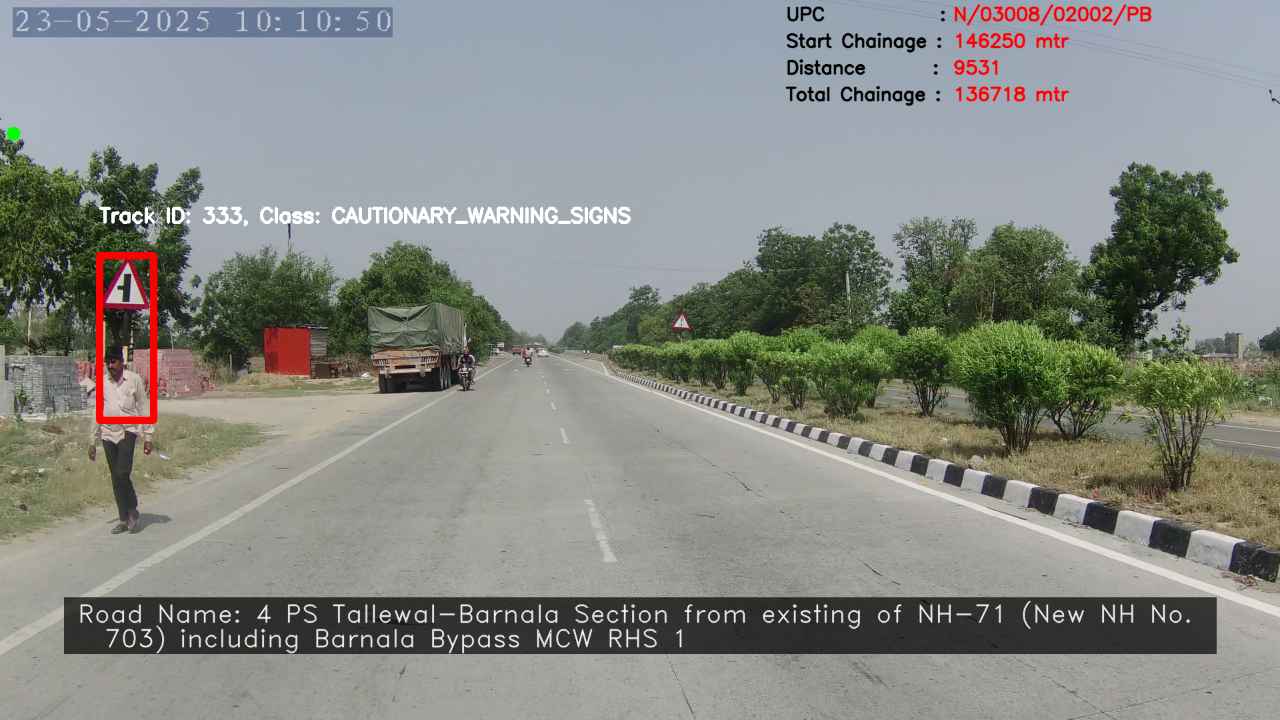 23-05-2025 10:10:50
UPC : N/03008/02002/PB
Start Chainage : 146250 mtr
Distance : 9531
Total Chainage : 136718 mtr
Track ID: 333, Class: CAUTIONARY_WARNING_SIGNS
Road Name: 4 PS Tallewal-Barnala Section from existing of NH-71 (New NH No.
703) including Barnala Bypass MCW RHS 1